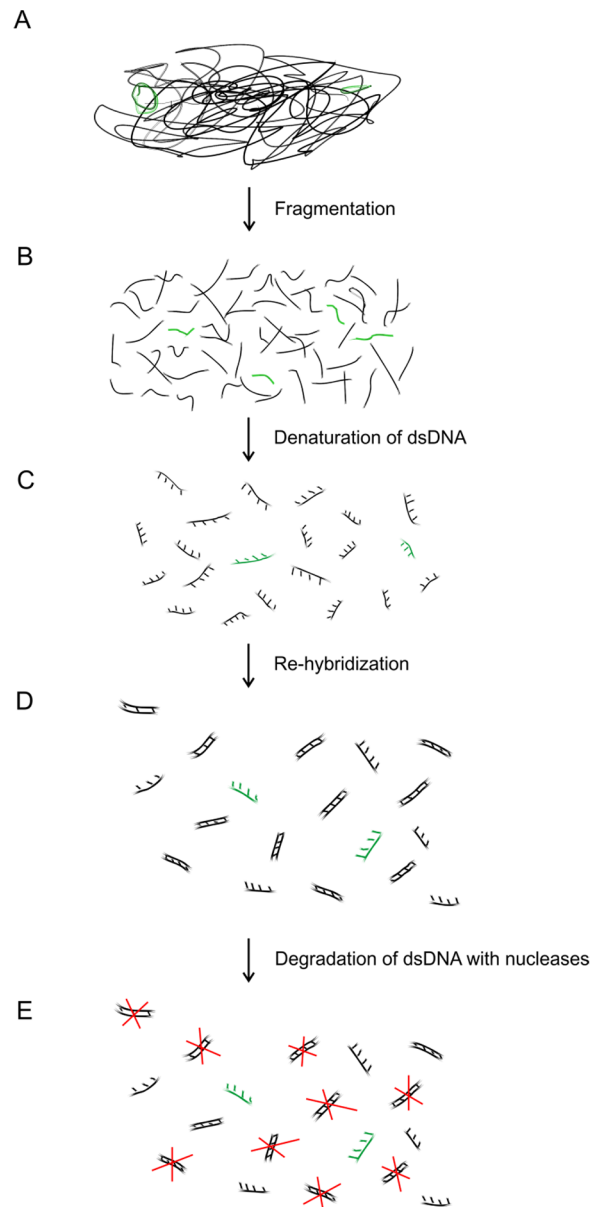 A
Fragmentation
B
Denaturation of dsDNA
C
Re-hybridization
D
Degradation of dsDNA with nucleases
E